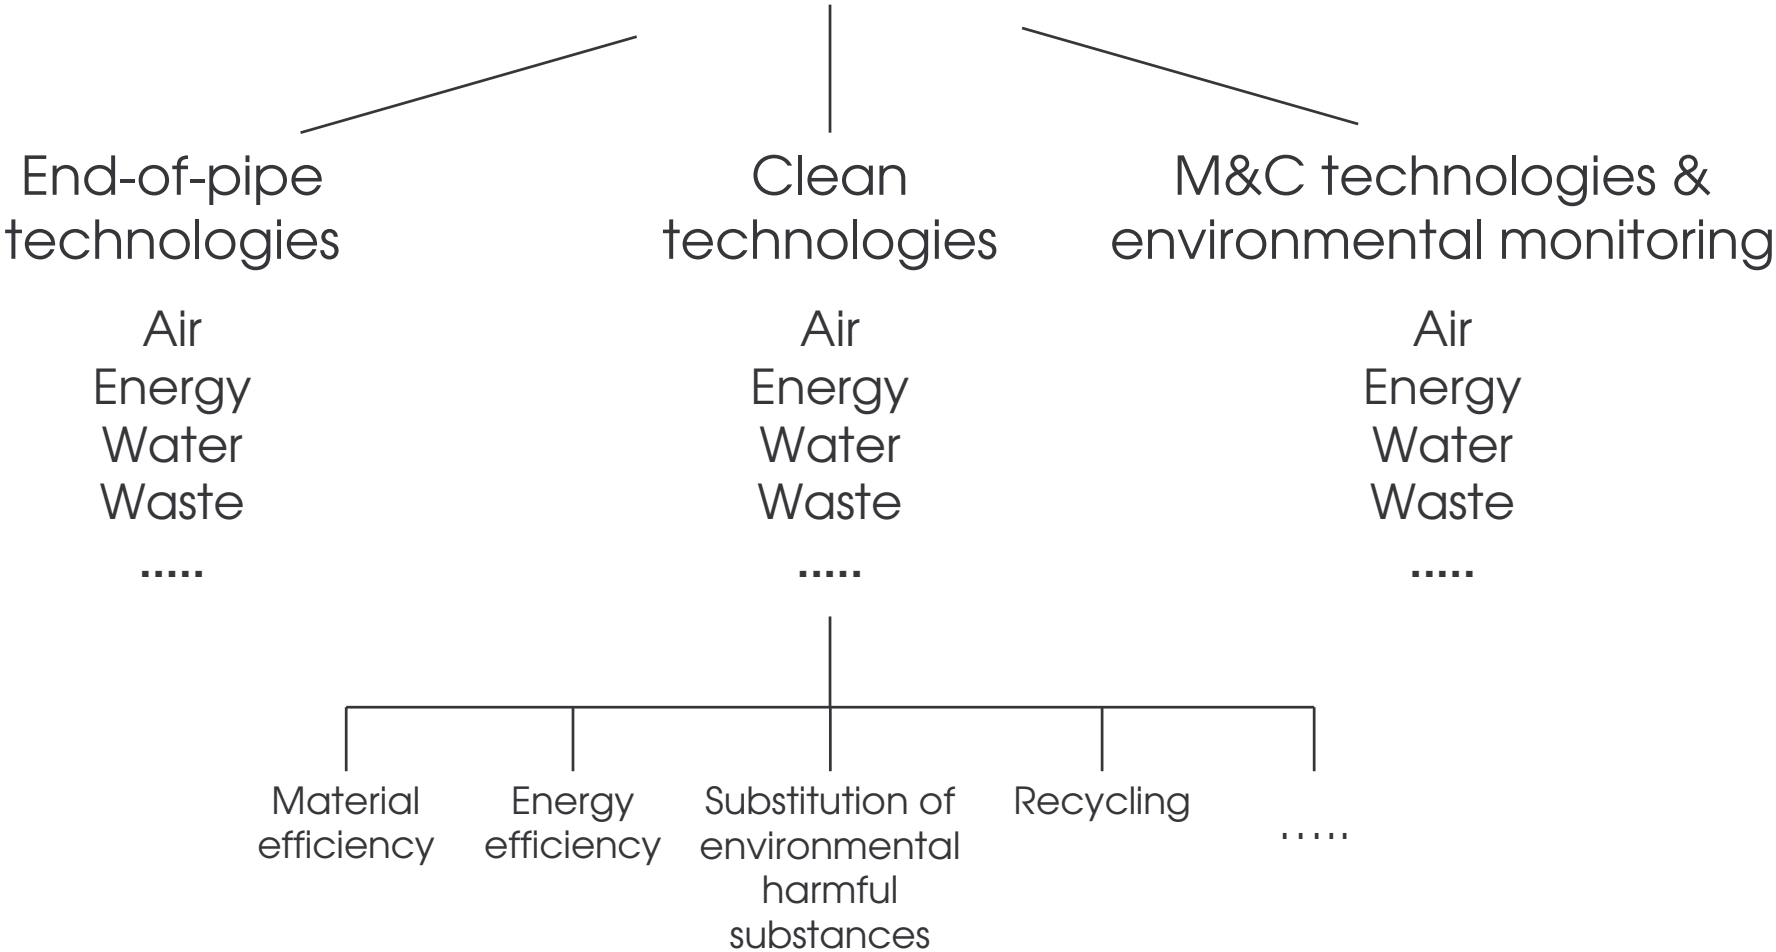 End-of-pipe
technologies
Air
Energy
Water
Waste
.....
Clean
technologies
Air
Energy
Water
Waste
.....
M&C technologies &
environmental monitoring
Air
Energy
Water
Waste
.....
Material
efficiency
Energy
efficiency
Substitution of
environmental
harmful
substances
Recycling
.....